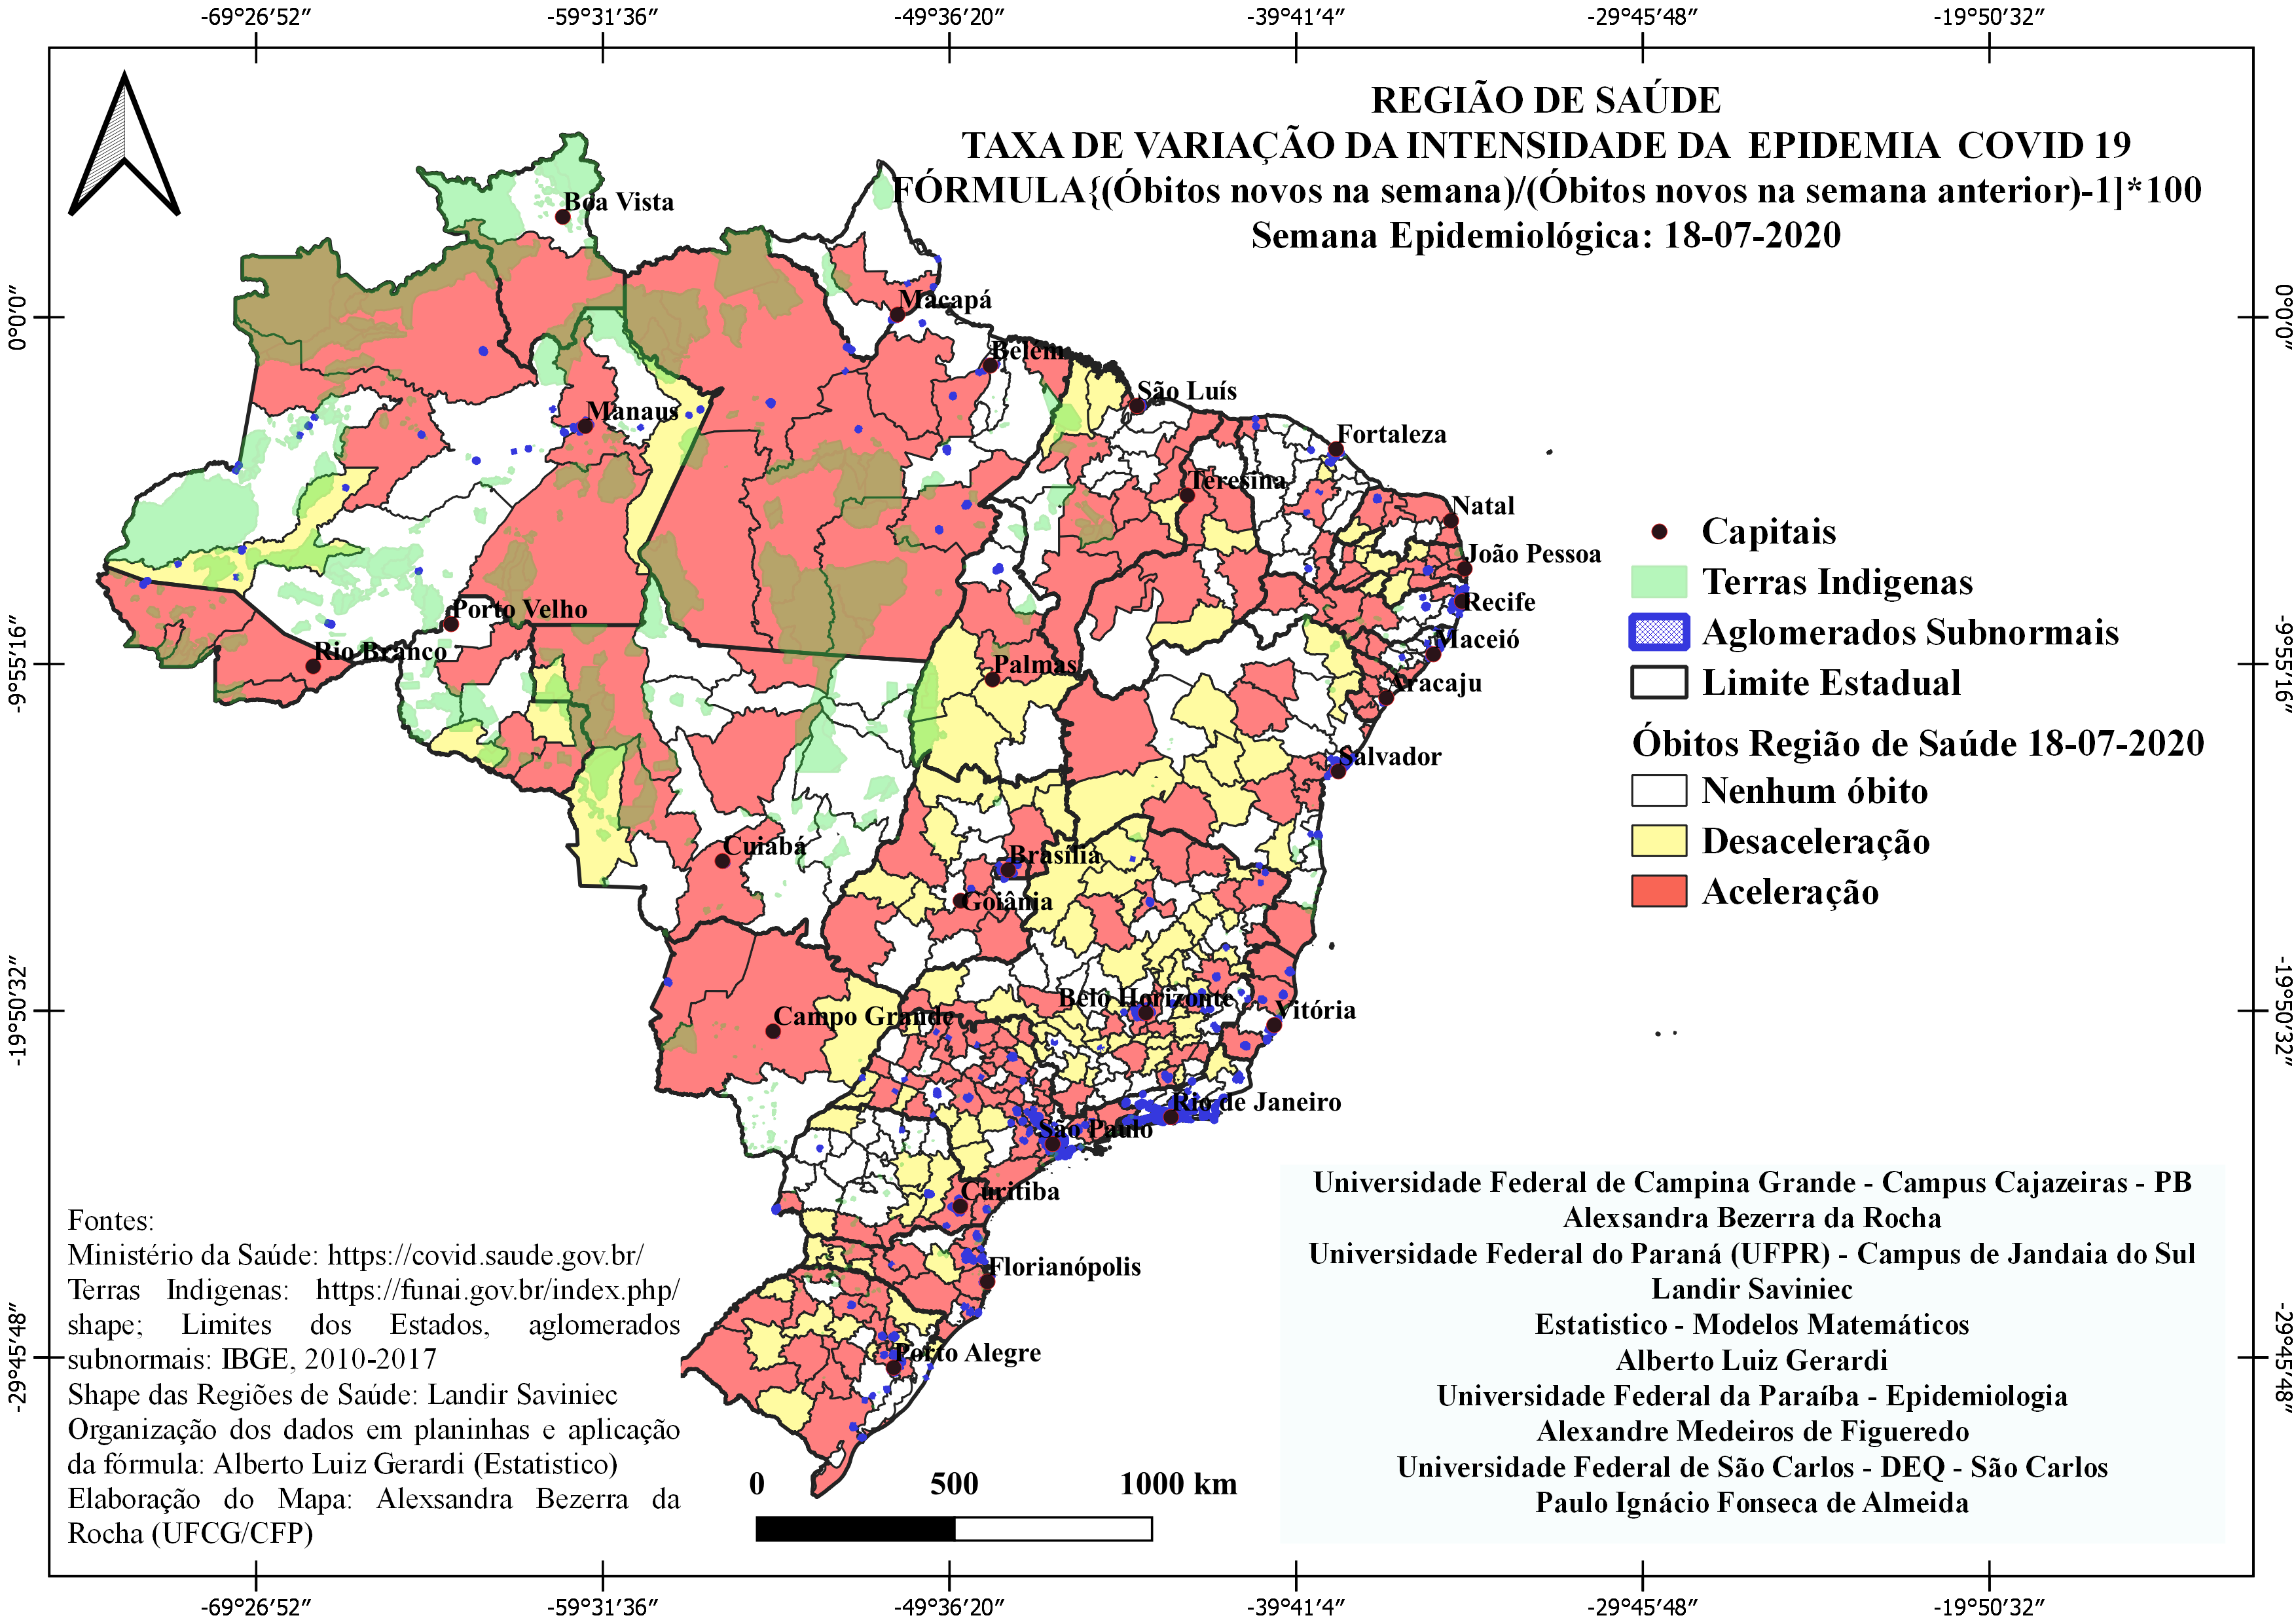 -69°26′52″ -59°31′36″ -49°36′20″ -39°41′4″ -29°45′48″ -19°50′32″
REGIÃO DE SAÚDE
TAXA DE VARIAÇÃO DA INTENSIDADE DA EPIDEMIA COVID 19
FÓRMULA{(Óbitos novos na semana)/(Óbitos novos na semana anterior)-1]*100
Semana Epidemiológica: 18-07-2020
Boa Vista
0°0′0″
0°0′0″
Macapá
Belém
São Luís
Manaus
Fortaleza
Teresina
Natal
João Pessoa
Porto Velho
Recife
Rio Branco
Maceió
-9°55′16″
-9°55′16″
Palmas
Aracaju
Salvador
Cuiabá
Brasília
Goiânia
-19°50′32″
-19°50′32″
Belo Horizonte
Vitória
Campo Grande
Rio de Janeiro
São Paulo
Curitiba
Florianópolis
Porto Alegre
-29°45′48″
-29°45′48″
Capitais
Terras Indigenas
Aglomerados Subnormais
Limite Estadual
Óbitos Região de Saúde 18-07-2020
Nenhum óbito
Desaceleração
Aceleração
Fontes:
Ministério da Saúde: https://covid.saude.gov.br/
Terras Indigenas: https://funai.gov.br/index.php/
shape; Limites dos Estados, aglomerados
subnormais: IBGE, 2010-2017
Shape das Regiões de Saúde: Landir Saviniec
Organização dos dados em planinhas e aplicação
da fórmula: Alberto Luiz Gerardi (Estatistico)
Elaboração do Mapa: Alexsandra Bezerra da
Rocha (UFCG/CFP)
0 500 1000 km
Universidade Federal de Campina Grande - Campus Cajazeiras - PB
Alexsandra Bezerra da Rocha
Universidade Federal do Paraná (UFPR) - Campus de Jandaia do Sul
Landir Saviniec
Estatistico - Modelos Matemáticos
Alberto Luiz Gerardi
Universidade Federal da Paraíba - Epidemiologia
Alexandre Medeiros de Figueredo
Universidade Federal de São Carlos - DEQ - São Carlos
Paulo Ignácio Fonseca de Almeida
-69°26′52″ -59°31′36″ -49°36′20″ -39°41′4″ -29°45′48″ -19°50′32″